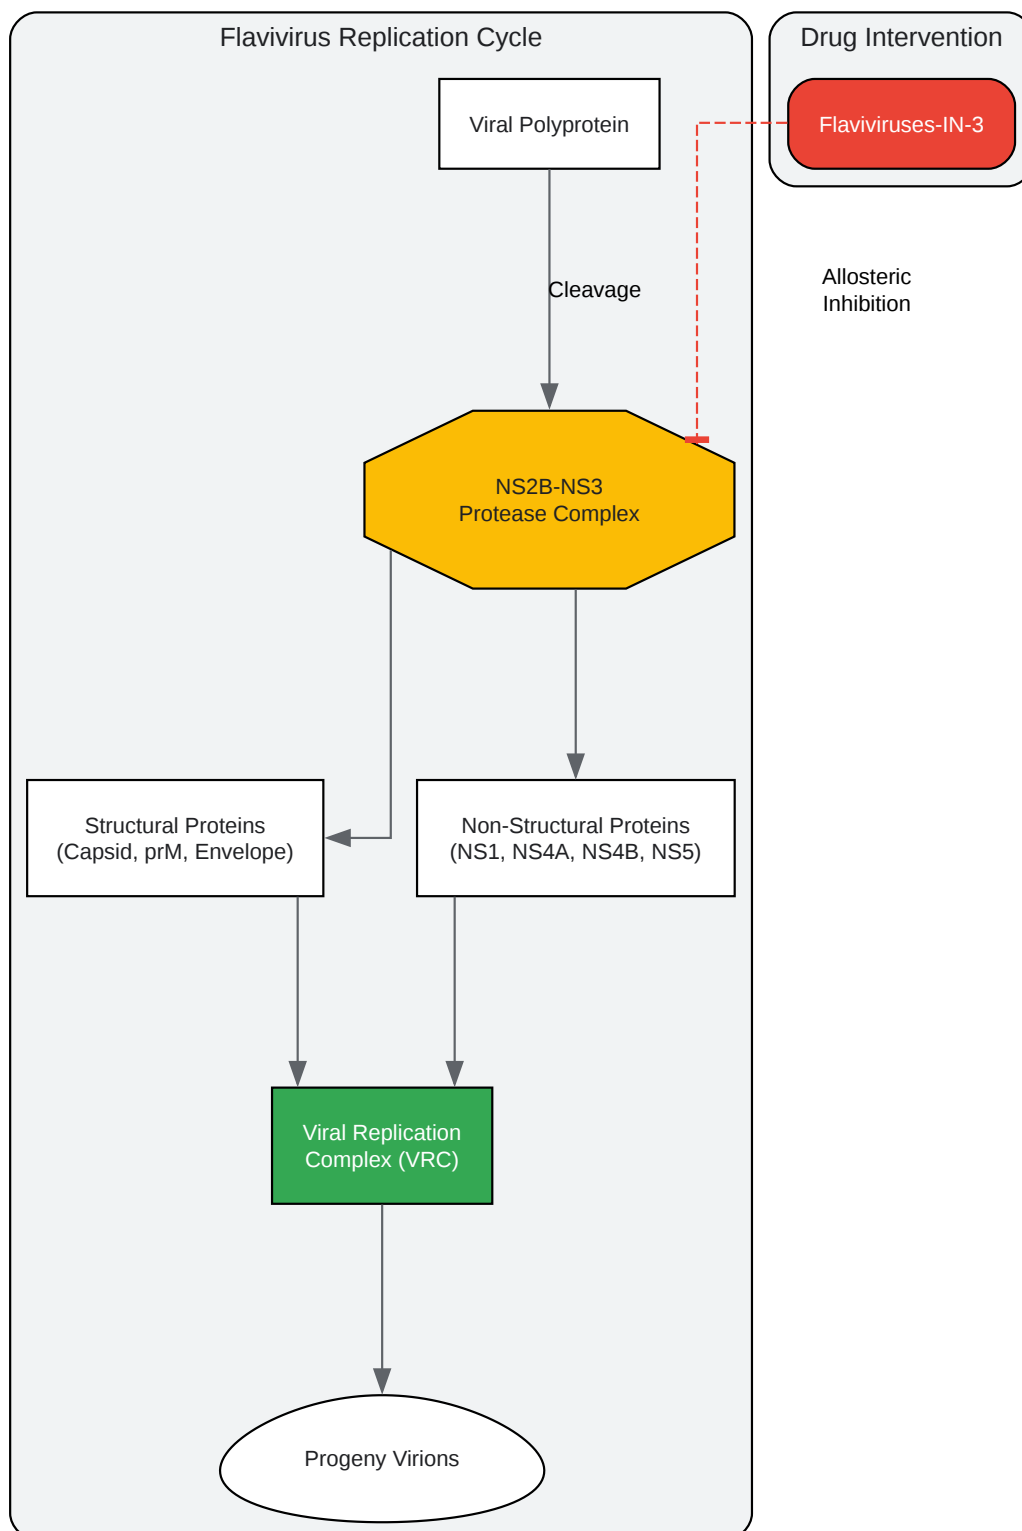 Flavivirus Replication Cycle
Drug Intervention
Viral Polyprotein
Flaviviruses-IN-3
Cleavage
Allosteric
Inhibition
NS2B-NS3
Protease Complex
Structural Proteins
(Capsid, prM, Envelope)
Non-Structural Proteins
(NS1, NS4A, NS4B, NS5)
Viral Replication
Complex (VRC)
Progeny Virions